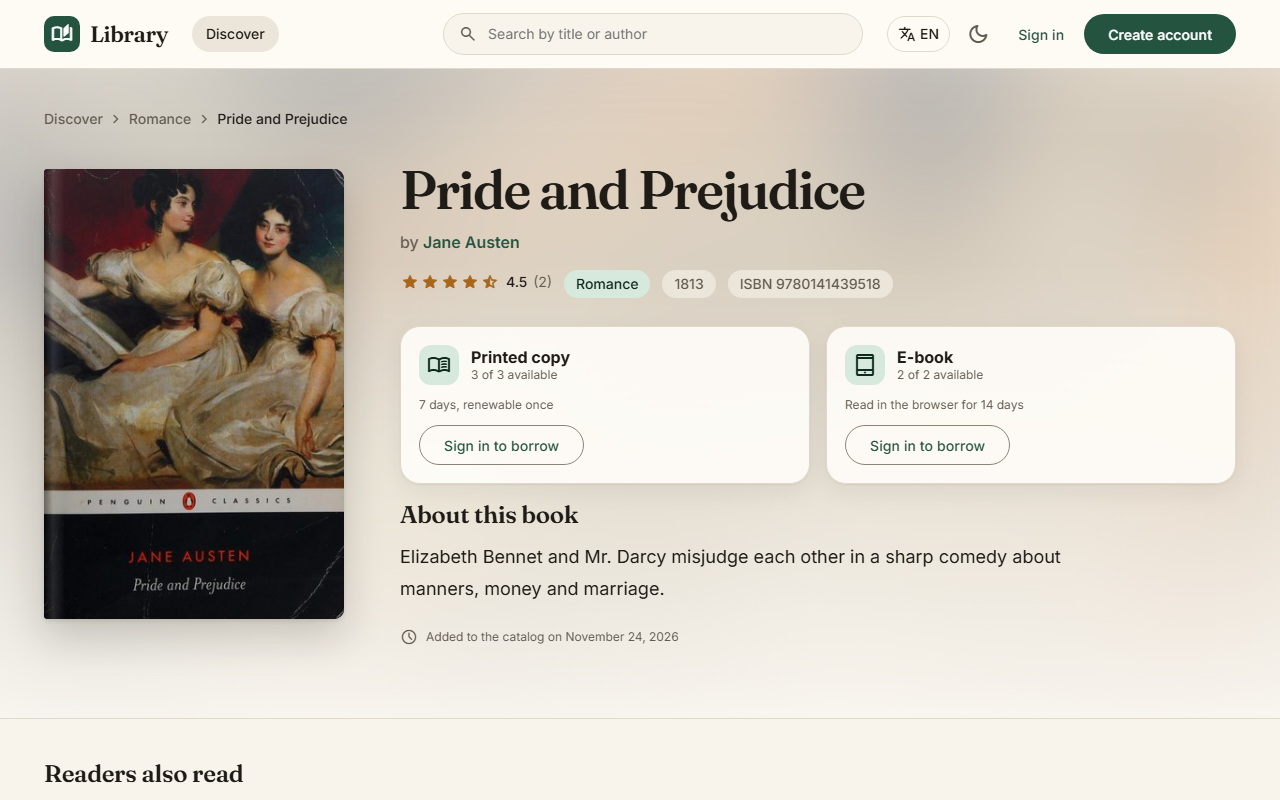 Library
Discover
Search by title or author
EN
Sign in
Create account
Discover > Romance > Pride and Prejudice
PENGUIN CLASSICS
JANE AUSTEN
Pride and Prejudice
Pride and Prejudice
by Jane Austen
4.5 (2) Romance 1813 ISBN 9780141439518
Printed copy
3 of 3 available
7 days, renewable once
Sign in to borrow
E-book
2 of 2 available
Read in the browser for 14 days
Sign in to borrow
About this book
Elizabeth Bennet and Mr. Darcy misjudge each other in a sharp comedy about
manners, money and marriage.
Added to the catalog on November 24, 2026
Readers also read